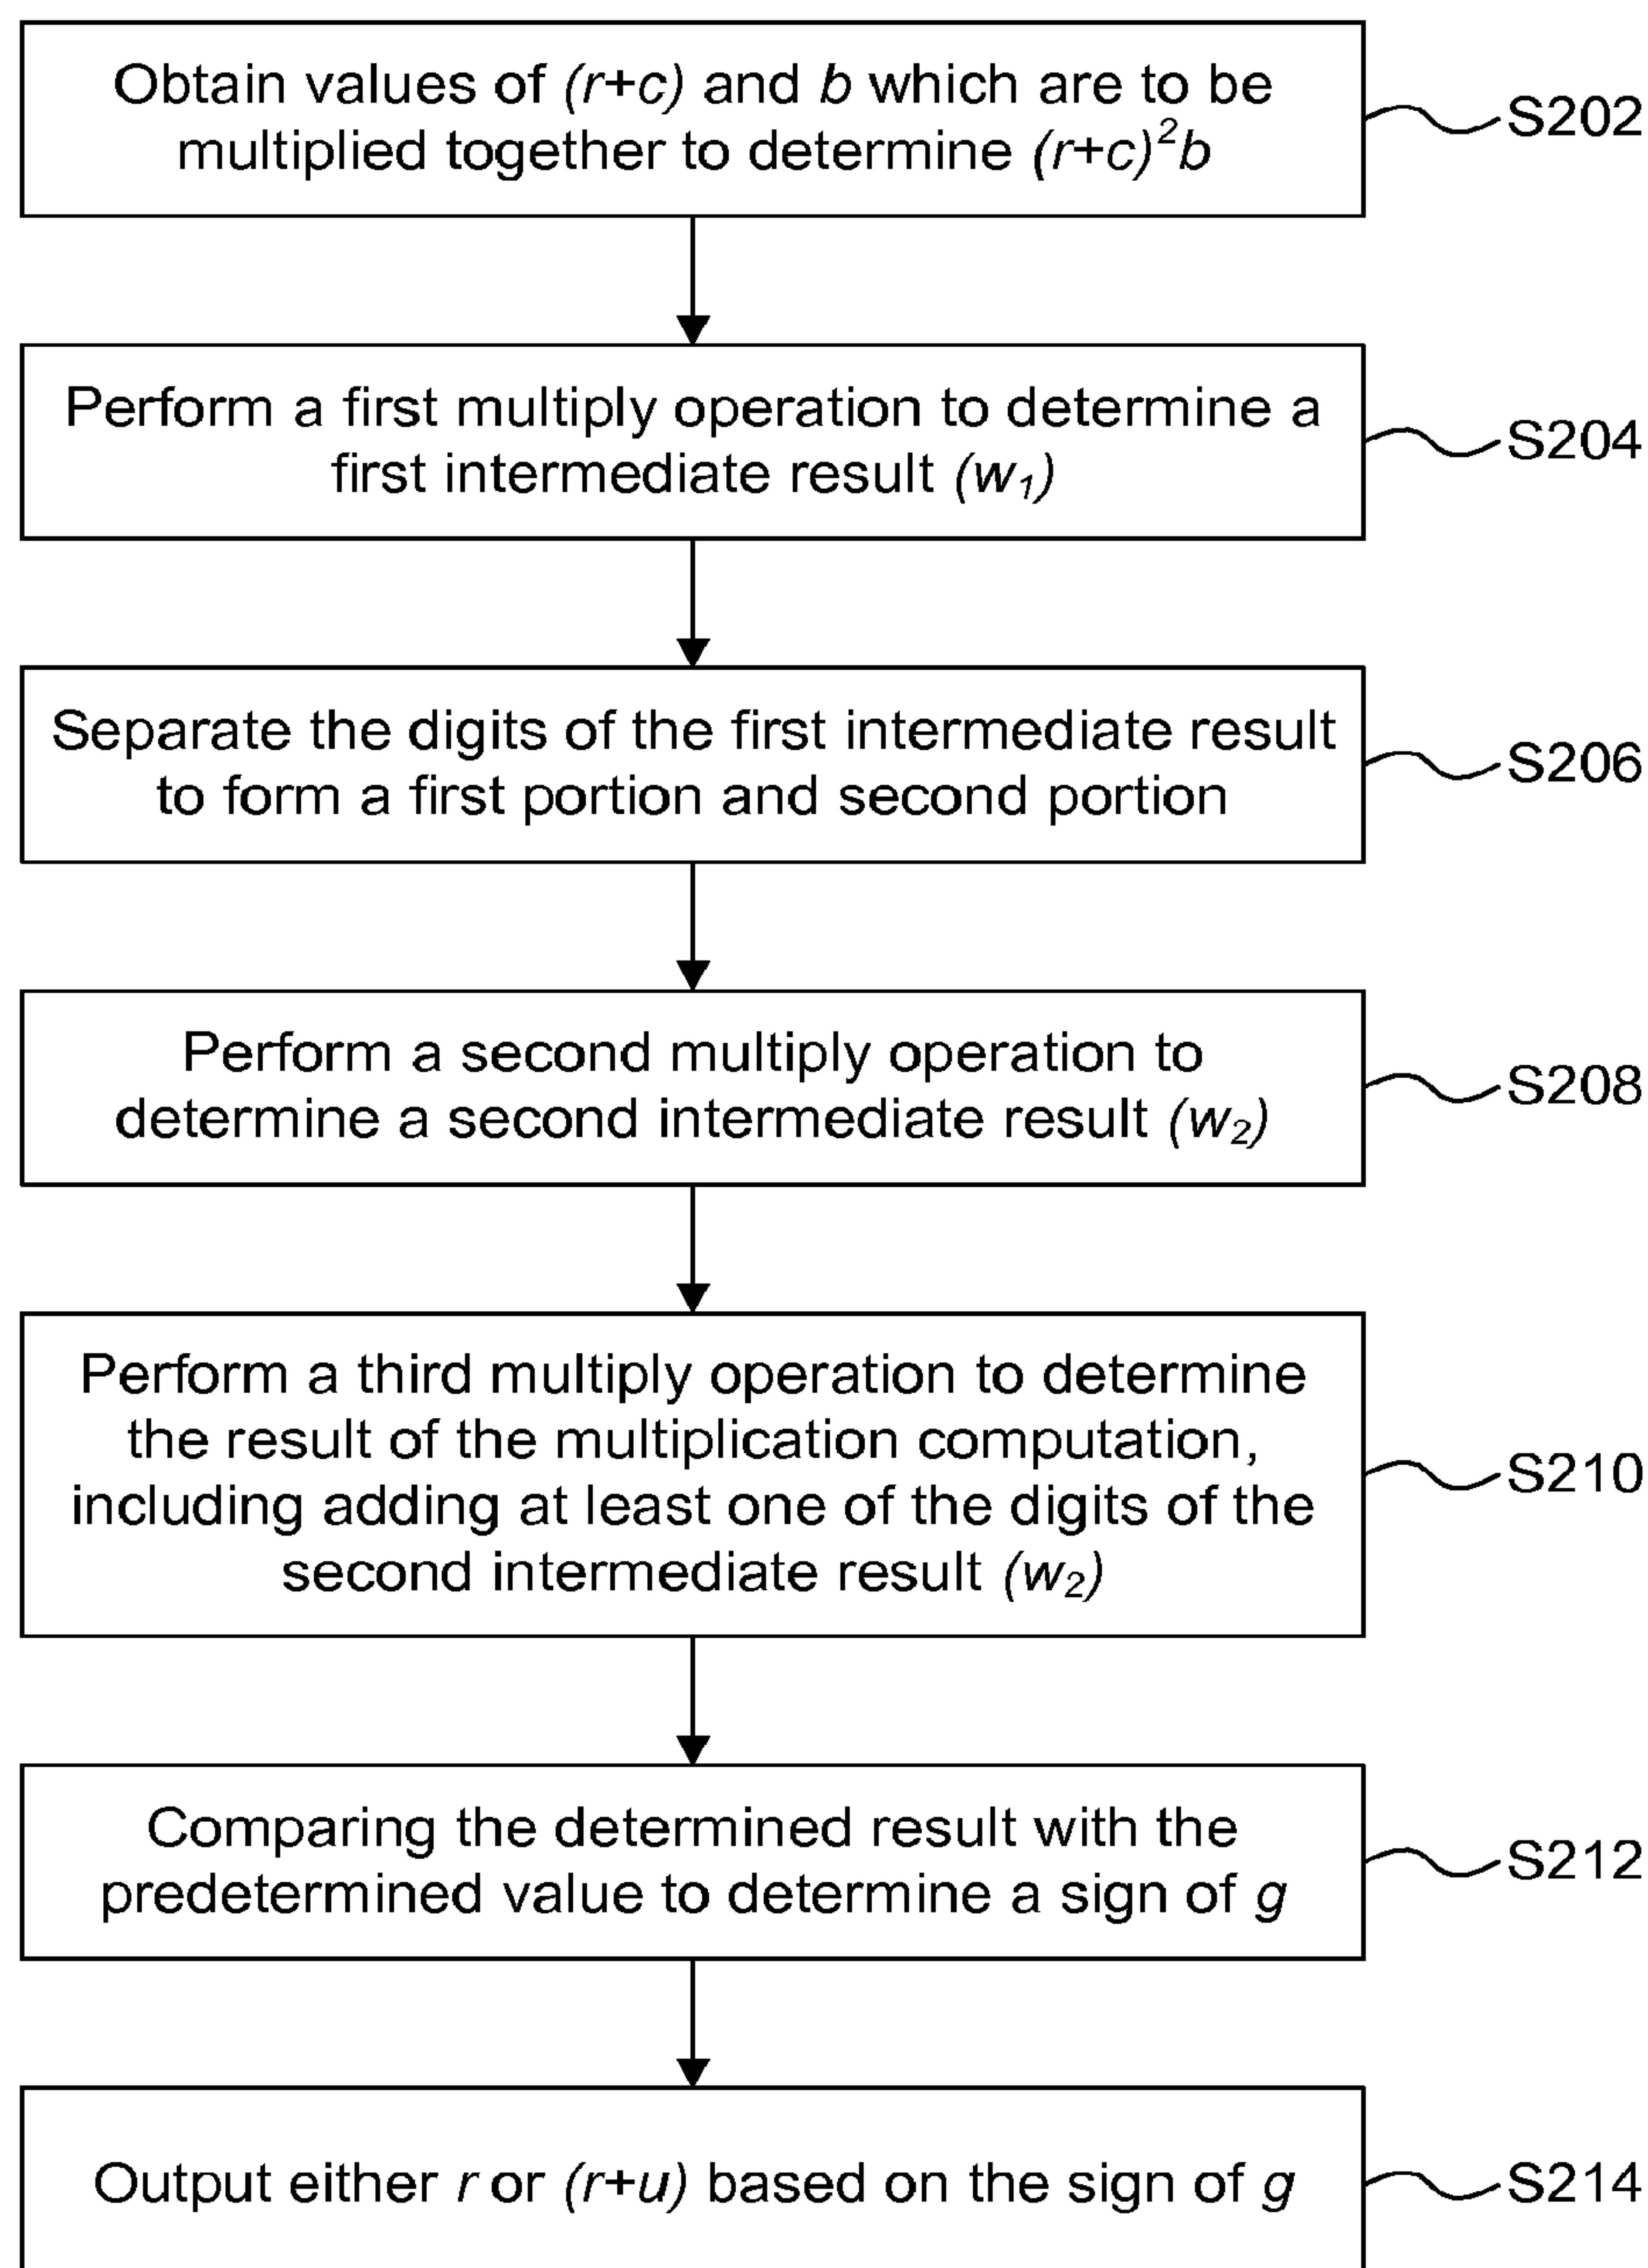 Obtain values of (r+c) and b which are to be
multiplied together to determine (r+c)²b
S202
Perform a first multiply operation to determine a
first intermediate result (w₁)
S204
Separate the digits of the first intermediate result
to form a first portion and second portion
S206
Perform a second multiply operation to
determine a second intermediate result (w₂)
S208
Perform a third multiply operation to determine
the result of the multiplication computation,
including adding at least one of the digits of the
second intermediate result (w₂)
S210
Comparing the determined result with the
predetermined value to determine a sign of g
S212
Output either r or (r+u) based on the sign of g
S214